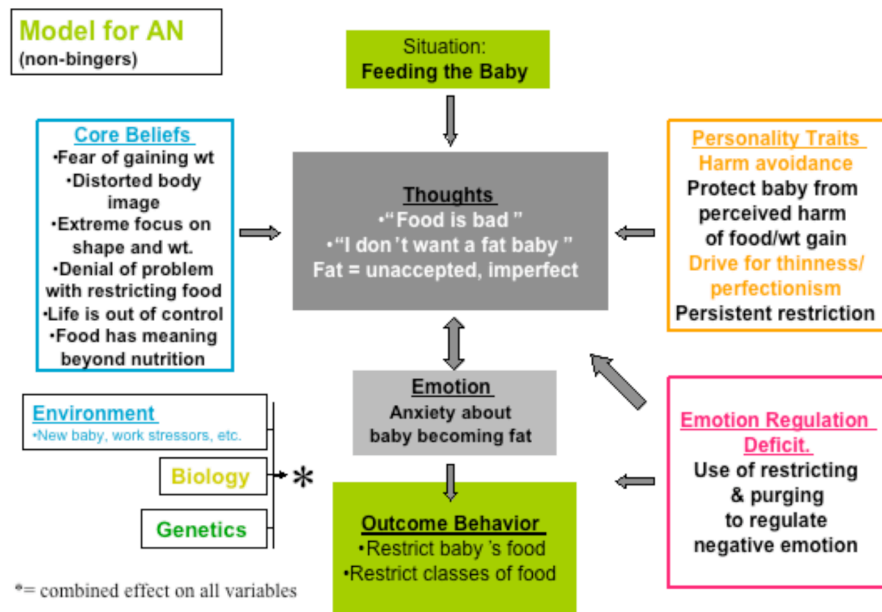 Model for AN
(non-bingers)
Situation:
Feeding the Baby
Core Beliefs
•Fear of gaining wt
•Distorted body
image
•Extreme focus on
shape and wt.
•Denial of problem
with restricting food
•Life is out of control
•Food has meaning
beyond nutrition
Thoughts
•"Food is bad"
•"I don't want a fat baby"
Fat = unaccepted, imperfect
Personality Traits
Harm avoidance
Protect baby from
perceived harm
of food/wt gain
Drive for thinness/
perfectionism
Persistent restriction
Emotion
Anxiety about
baby becoming fat
Environment
•New baby, work stressors, etc.
Biology
*
Genetics
Emotion Regulation
Deficit.
Use of restricting
& purging
to regulate
negative emotion
Outcome Behavior
•Restrict baby's food
•Restrict classes of food
*= combined effect on all variables